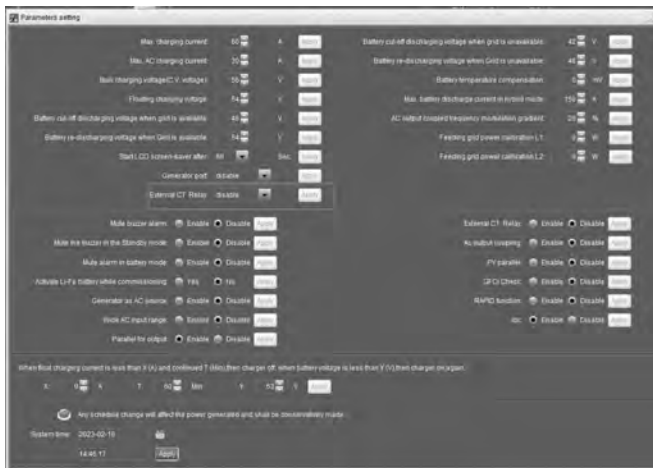 Parameters setting
Max. charging current: 60 A Apply
Max. AC charging current: A Apply
Bulk charging voltage(C.V. voltage): V Apply
Floating charging voltage: 54 V Apply
Battery cut-off discharging voltage when grid is available: 48 V Apply
Battery re-discharging voltage when Grid is available: 54 V Apply
Start LCD screen-saver after: Sec Apply
Generator port: disable Apply
External CT Relay: disable Apply
Battery cut-off discharging voltage when grid is unavailable: 42 V Apply
Battery re-discharging voltage when Grid is unavailable: 48 V Apply
Battery temperature compensation: 0 mV Apply
Max. battery discharge current in hybrid mode: 150 A Apply
AC output coupled frequency modulation gradient: % Apply
Feeding grid power calibration L1: 0 W Apply
Feeding grid power calibration L2: 0 W Apply
Mute buzzer alarm: Enable Disable Apply
Mute the buzzer in the Standby mode: Enable Disable Apply
Mute alarm in battery mode: Enable Disable Apply
Activate Li-Fe battery while commissioning: Yes No Apply
Generator as AC source: Enable Disable Apply
Wide AC input range: Enable Disable Apply
Parallel for output: Enable Disable Apply
External CT Relay: Enable Disable Apply
Ac output coupling: Enable Disable Apply
PV parallel: Enable Disable Apply
GFCI Check: Enable Disable Apply
RAPID function: Enable Disable Apply
Enable Disable Apply
When float charging current is less than X (A) and continued T (Min),then charger off, when battery voltage is less than Y (V),then charger on again.
X: 0 A T: 60 Min Y: 53 V Apply
Any schedule change will affect the power generated and shall be conservatively made.
System time: 2023-02-10
14:46:17 Apply